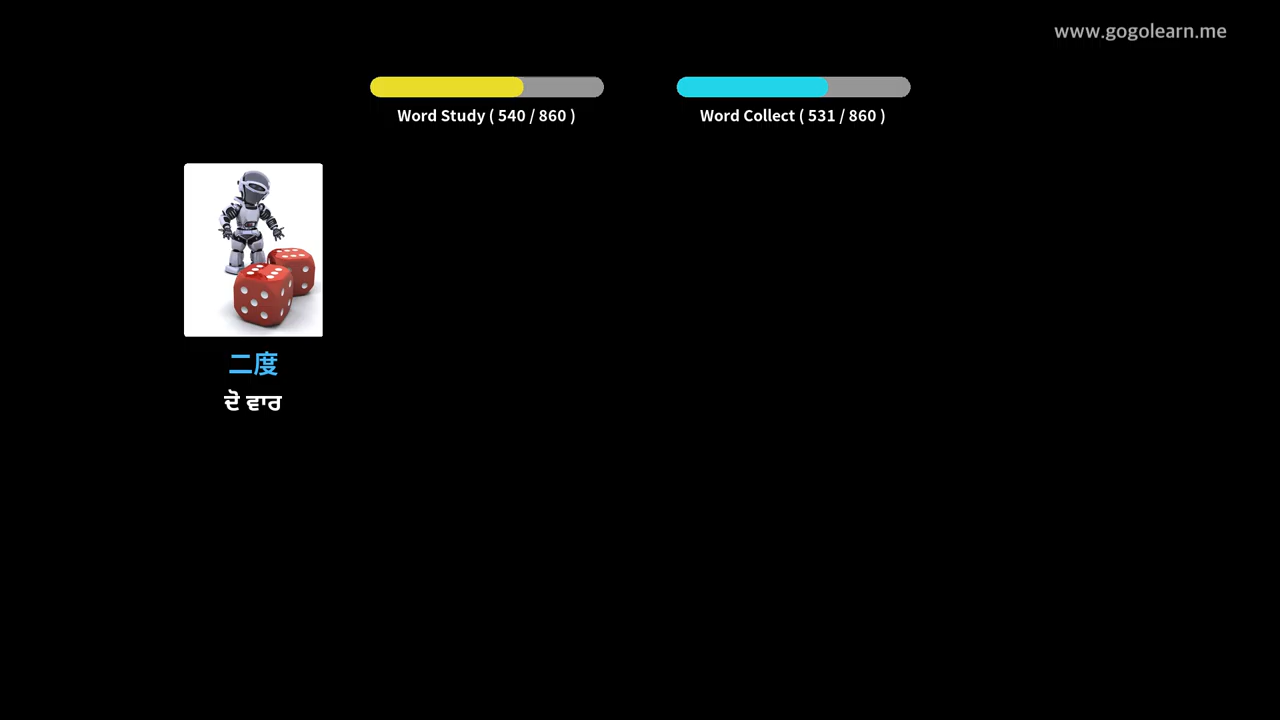 www.gogolearn.me
Word Study ( 540 / 860 )
Word Collect ( 531 / 860 )
二度
ਦੋ ਵਾਰ